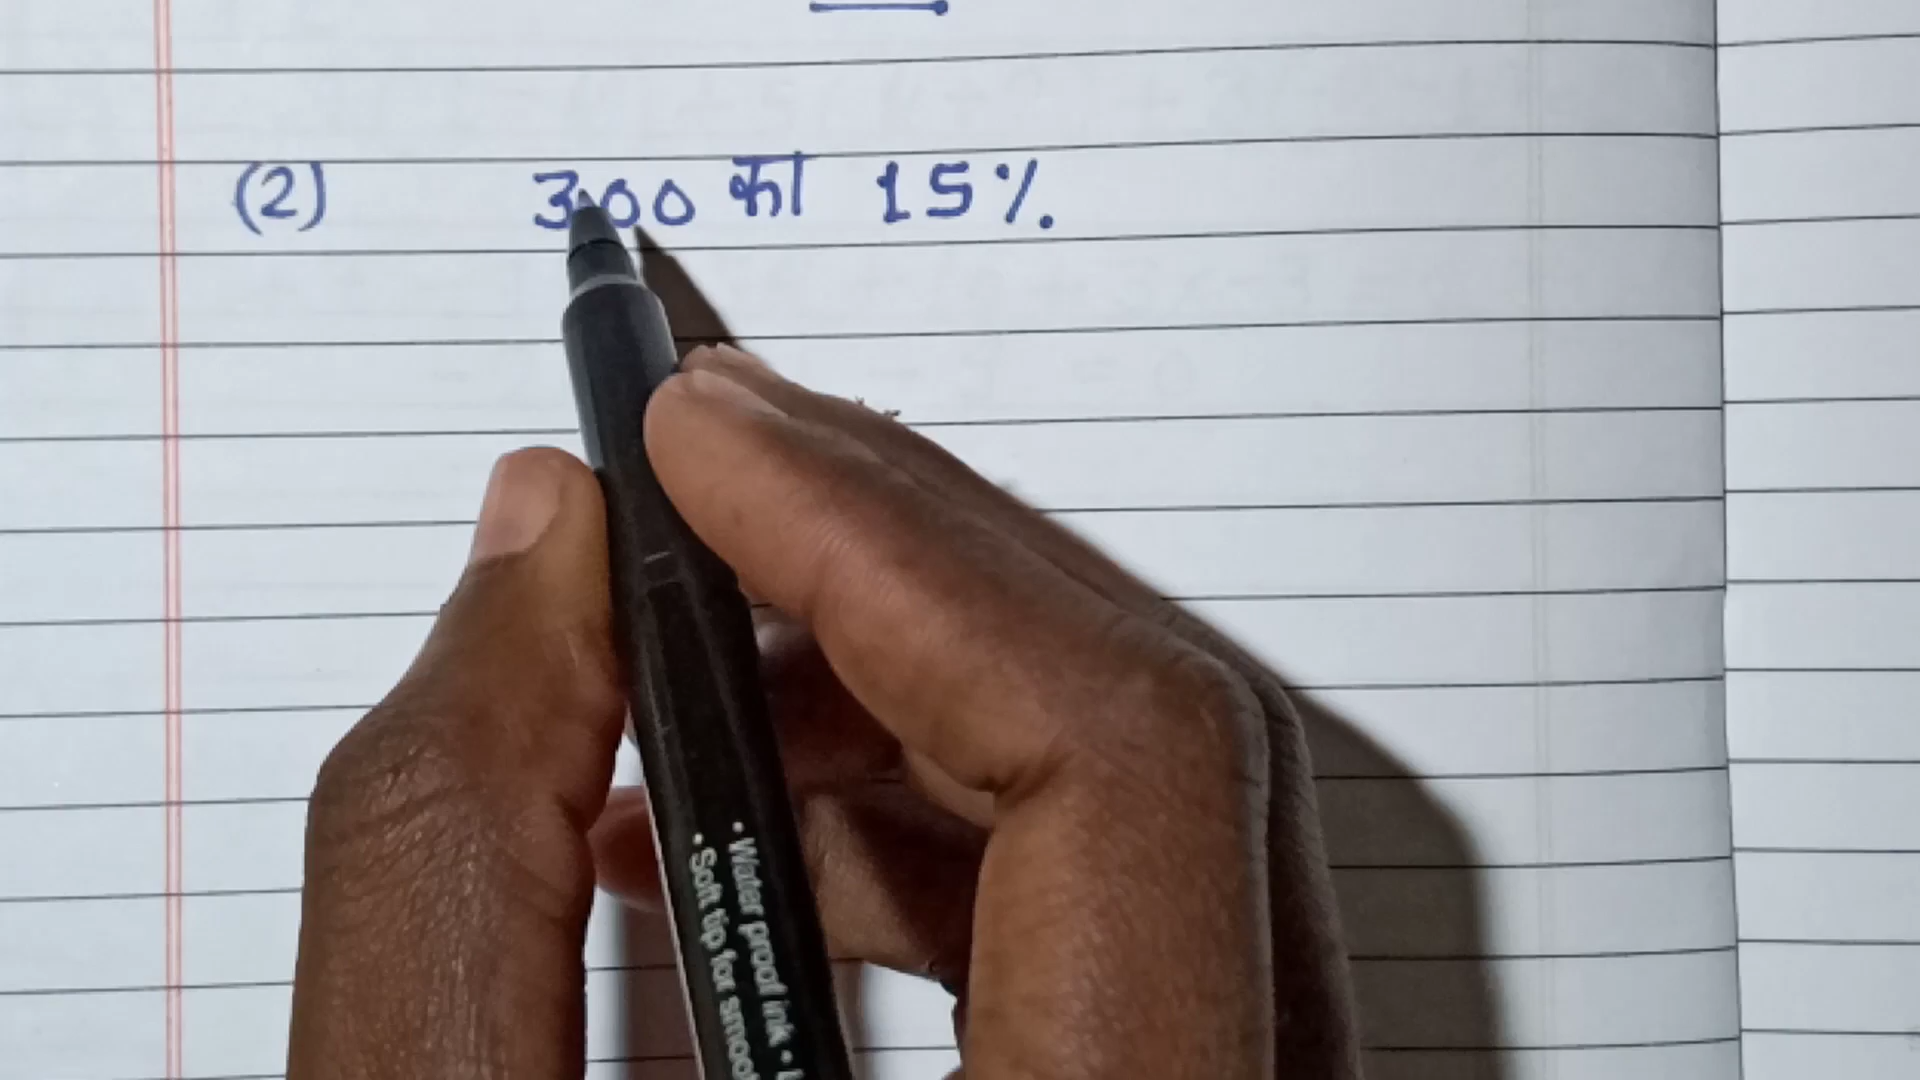 (2) 300 का 15%
• Water proof ink •
• Soft tip for smoo